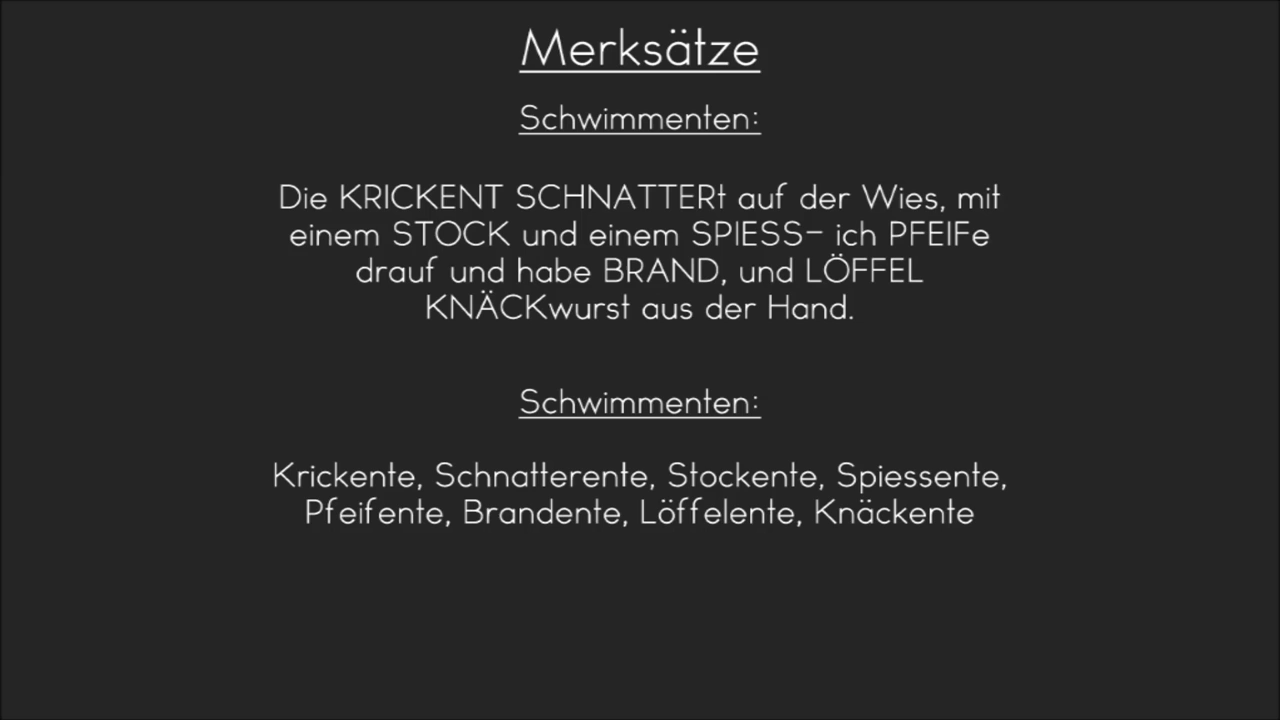 Merksätze
Schwimmenten:
Die KRICKENT SCHNATTERt auf der Wies, mit
einem STOCK und einem SPIESS- ich PFEIFe
drauf und habe BRAND, und LÖFFEL
KNÄCKwurst aus der Hand.
Schwimmenten:
Krickente, Schnatterente, Stockente, Spiessente,
Pfeifente, Brandente, Löffelente, Knäckente